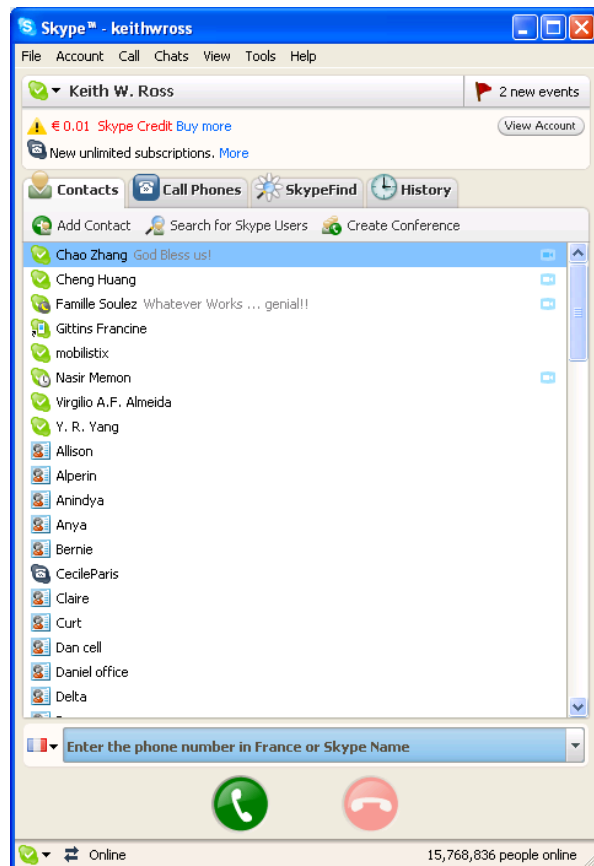 Skype™ - keithwross
File Account Call Chats View Tools Help
Keith W. Ross 2 new events
€ 0.01 Skype Credit Buy more View Account
New unlimited subscriptions. More
Contacts Call Phones SkypeFind History
Add Contact Search for Skype Users Create Conference
Chao Zhang God Bless us!
Cheng Huang
Famille Soulez Whatever Works ... genial!!
Gittins Francine
mobilistix
Nasir Memon
Virgilio A.F. Almeida
Y. R. Yang
Allison
Alperin
Anindya
Anya
Bernie
CecileParis
Claire
Curt
Dan cell
Daniel office
Delta
Enter the phone number in France or Skype Name
Online 15,768,836 people online